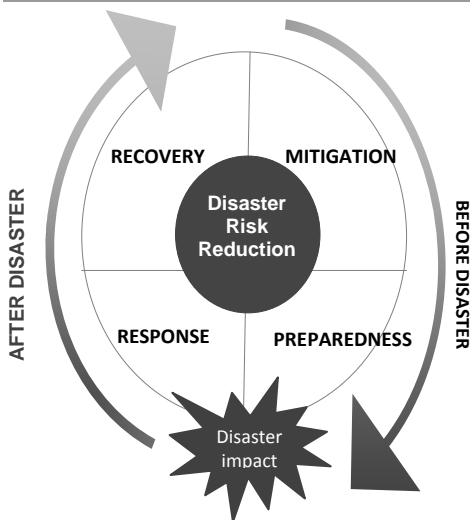 RECOVERY
MITIGATION
Disaster
Risk
Reduction
AFTER DISASTER
BEFORE DISASTER
RESPONSE
PREPAREDNESS
Disaster
impact